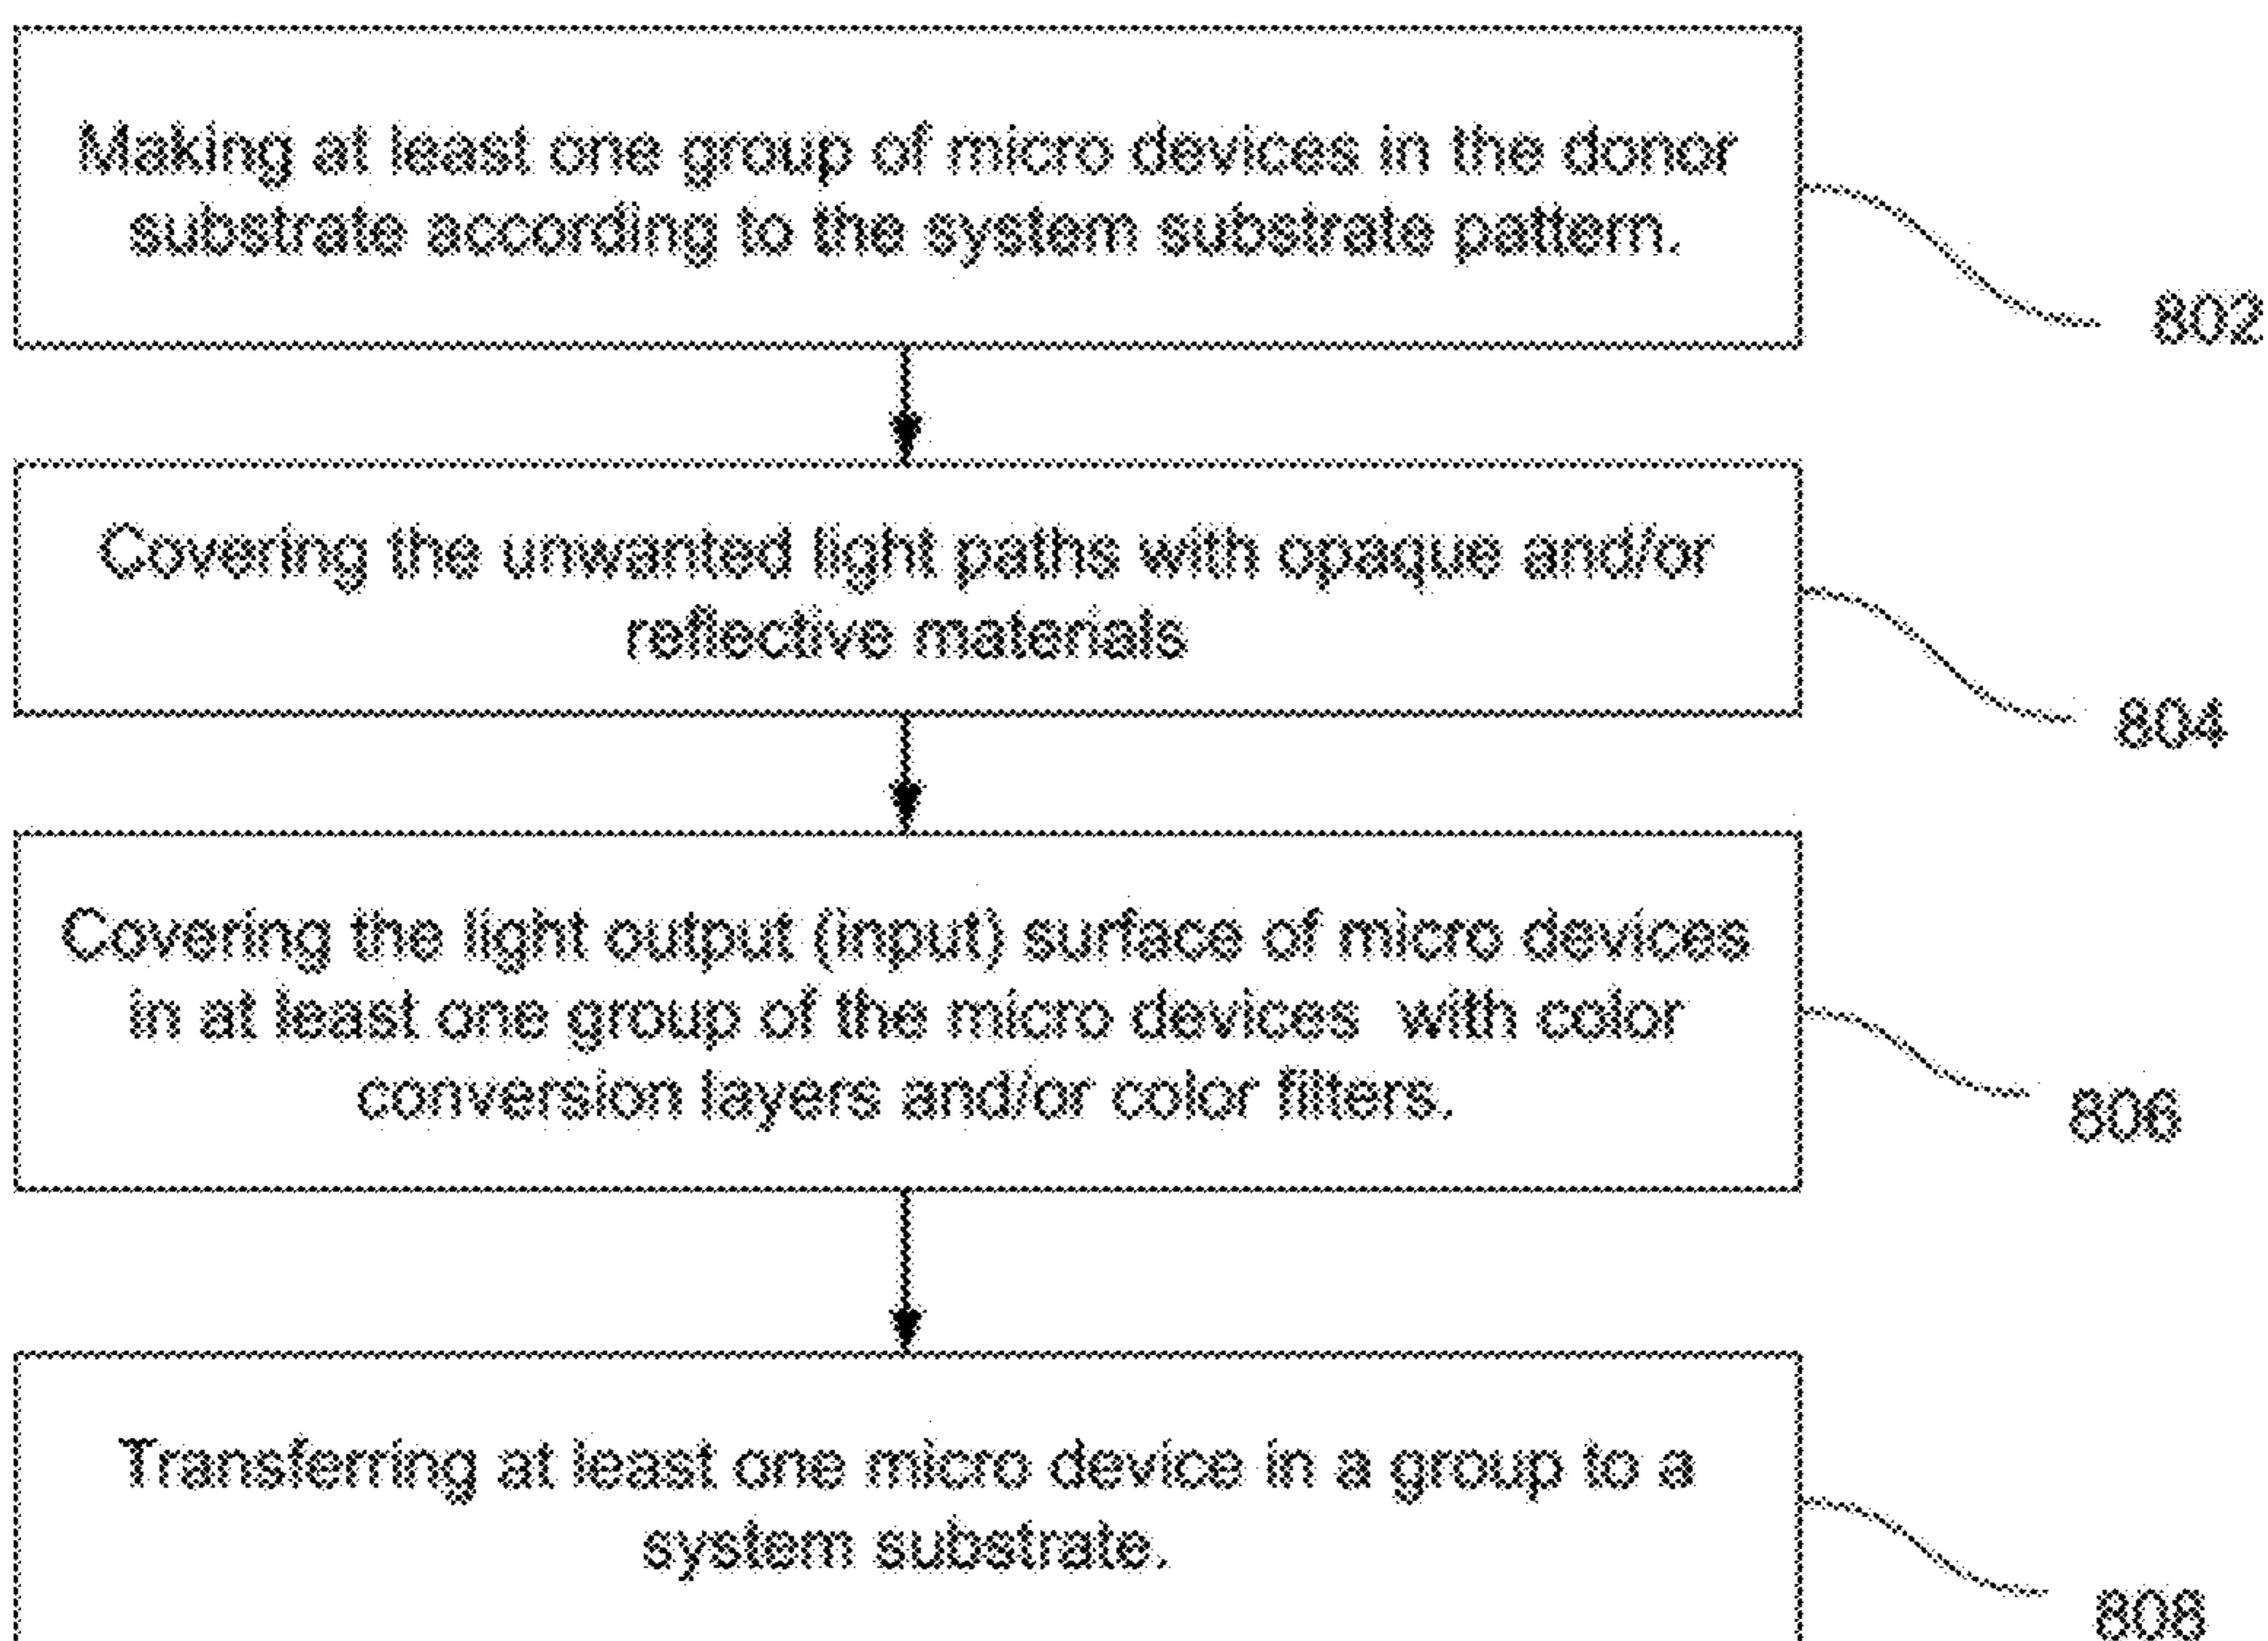 Making at least one group of micro devices in the donor
substrate according to the system substrate pattern.
802
Covering the unwanted light paths with opaque and/or
reflective materials
804
Covering the light output (input) surface of micro devices
in at least one group of the micro devices with color
conversion layers and/or color filters.
806
Transferring at least one micro device in a group to a
system substrate.
808